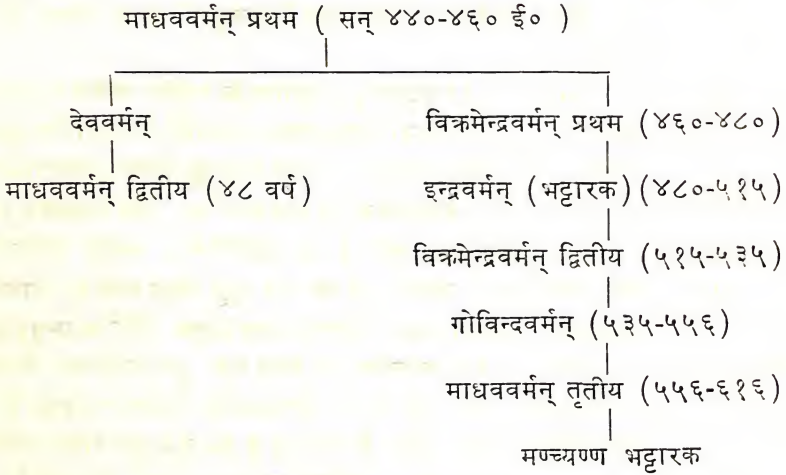 माधववर्मन् प्रथम ( सन् ४४०-४६० ई० )
देववर्मन् विक्रमेन्द्रवर्मन् प्रथम (४६०-४८०)
माधववर्मन् द्वितीय (४८ वर्ष) इन्द्रवर्मन् (भट्टारक) (४८०-५१५)
विक्रमेन्द्रवर्मन् द्वितीय (५१५-५३५)
गोविन्दवर्मन् (५३५-५५६)
माधववर्मन् तृतीय (५५६-६१६)
मण्च्यण्ण भट्टारक